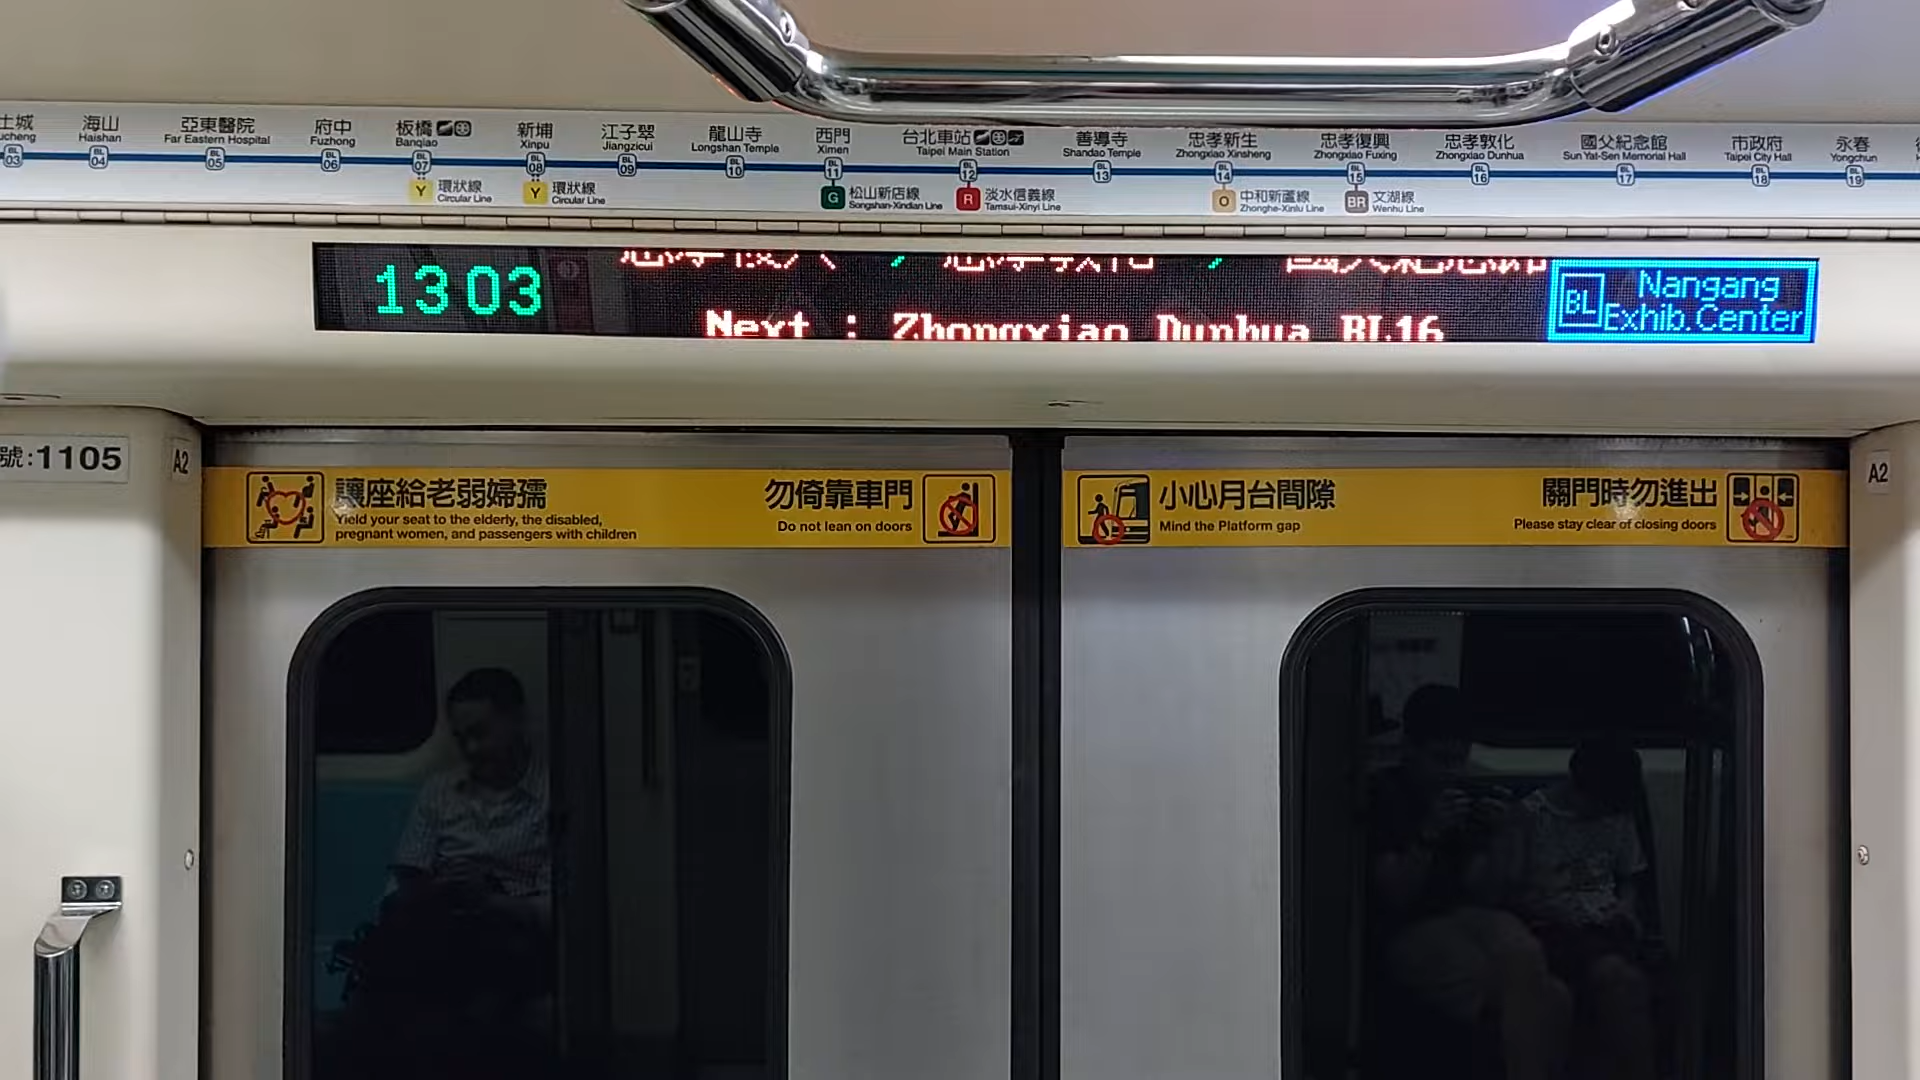 土城
海山
Haishan
BL
04
亞東醫院
Far Eastern Hospital
BL
05
府中
Fuzhong
BL
06
板橋
Banqiao
BL
07
Y 環狀線
Circular Line
新埔
Xinpu
BL
08
Y 環狀線
Circular Line
江子翠
Jiangzicui
BL
09
龍山寺
Longshan Temple
BL
10
西門
Ximen
BL
11
G 松山新店線
Songshan-Xindian Line
台北車站
Taipei Main Station
BL
12
R 淡水信義線
Tamsui-Xinyi Line
善導寺
Shandao Temple
BL
13
忠孝新生
Zhongxiao Xinsheng
BL
14
O 中和新蘆線
Zhonghe-Xinlu Line
忠孝復興
Zhongxiao Fuxing
BL
15
BR 文湖線
Wenhu Line
忠孝敦化
Zhongxiao Dunhua
BL
16
國父紀念館
Sun Yat-Sen Memorial Hall
BL
17
市政府
Taipei City Hall
BL
18
永春
Yongchun
BL
19
13 03
Next : Zhongxiao Dunhua BL16
BL Nangang
Exhib.Center
號:1105
A2
讓座給老弱婦孺
Yield your seat to the elderly, the disabled,
pregnant women, and passengers with children
勿倚靠車門
Do not lean on doors
小心月台間隙
Mind the Platform gap
關門時勿進出
Please stay clear of closing doors
A2